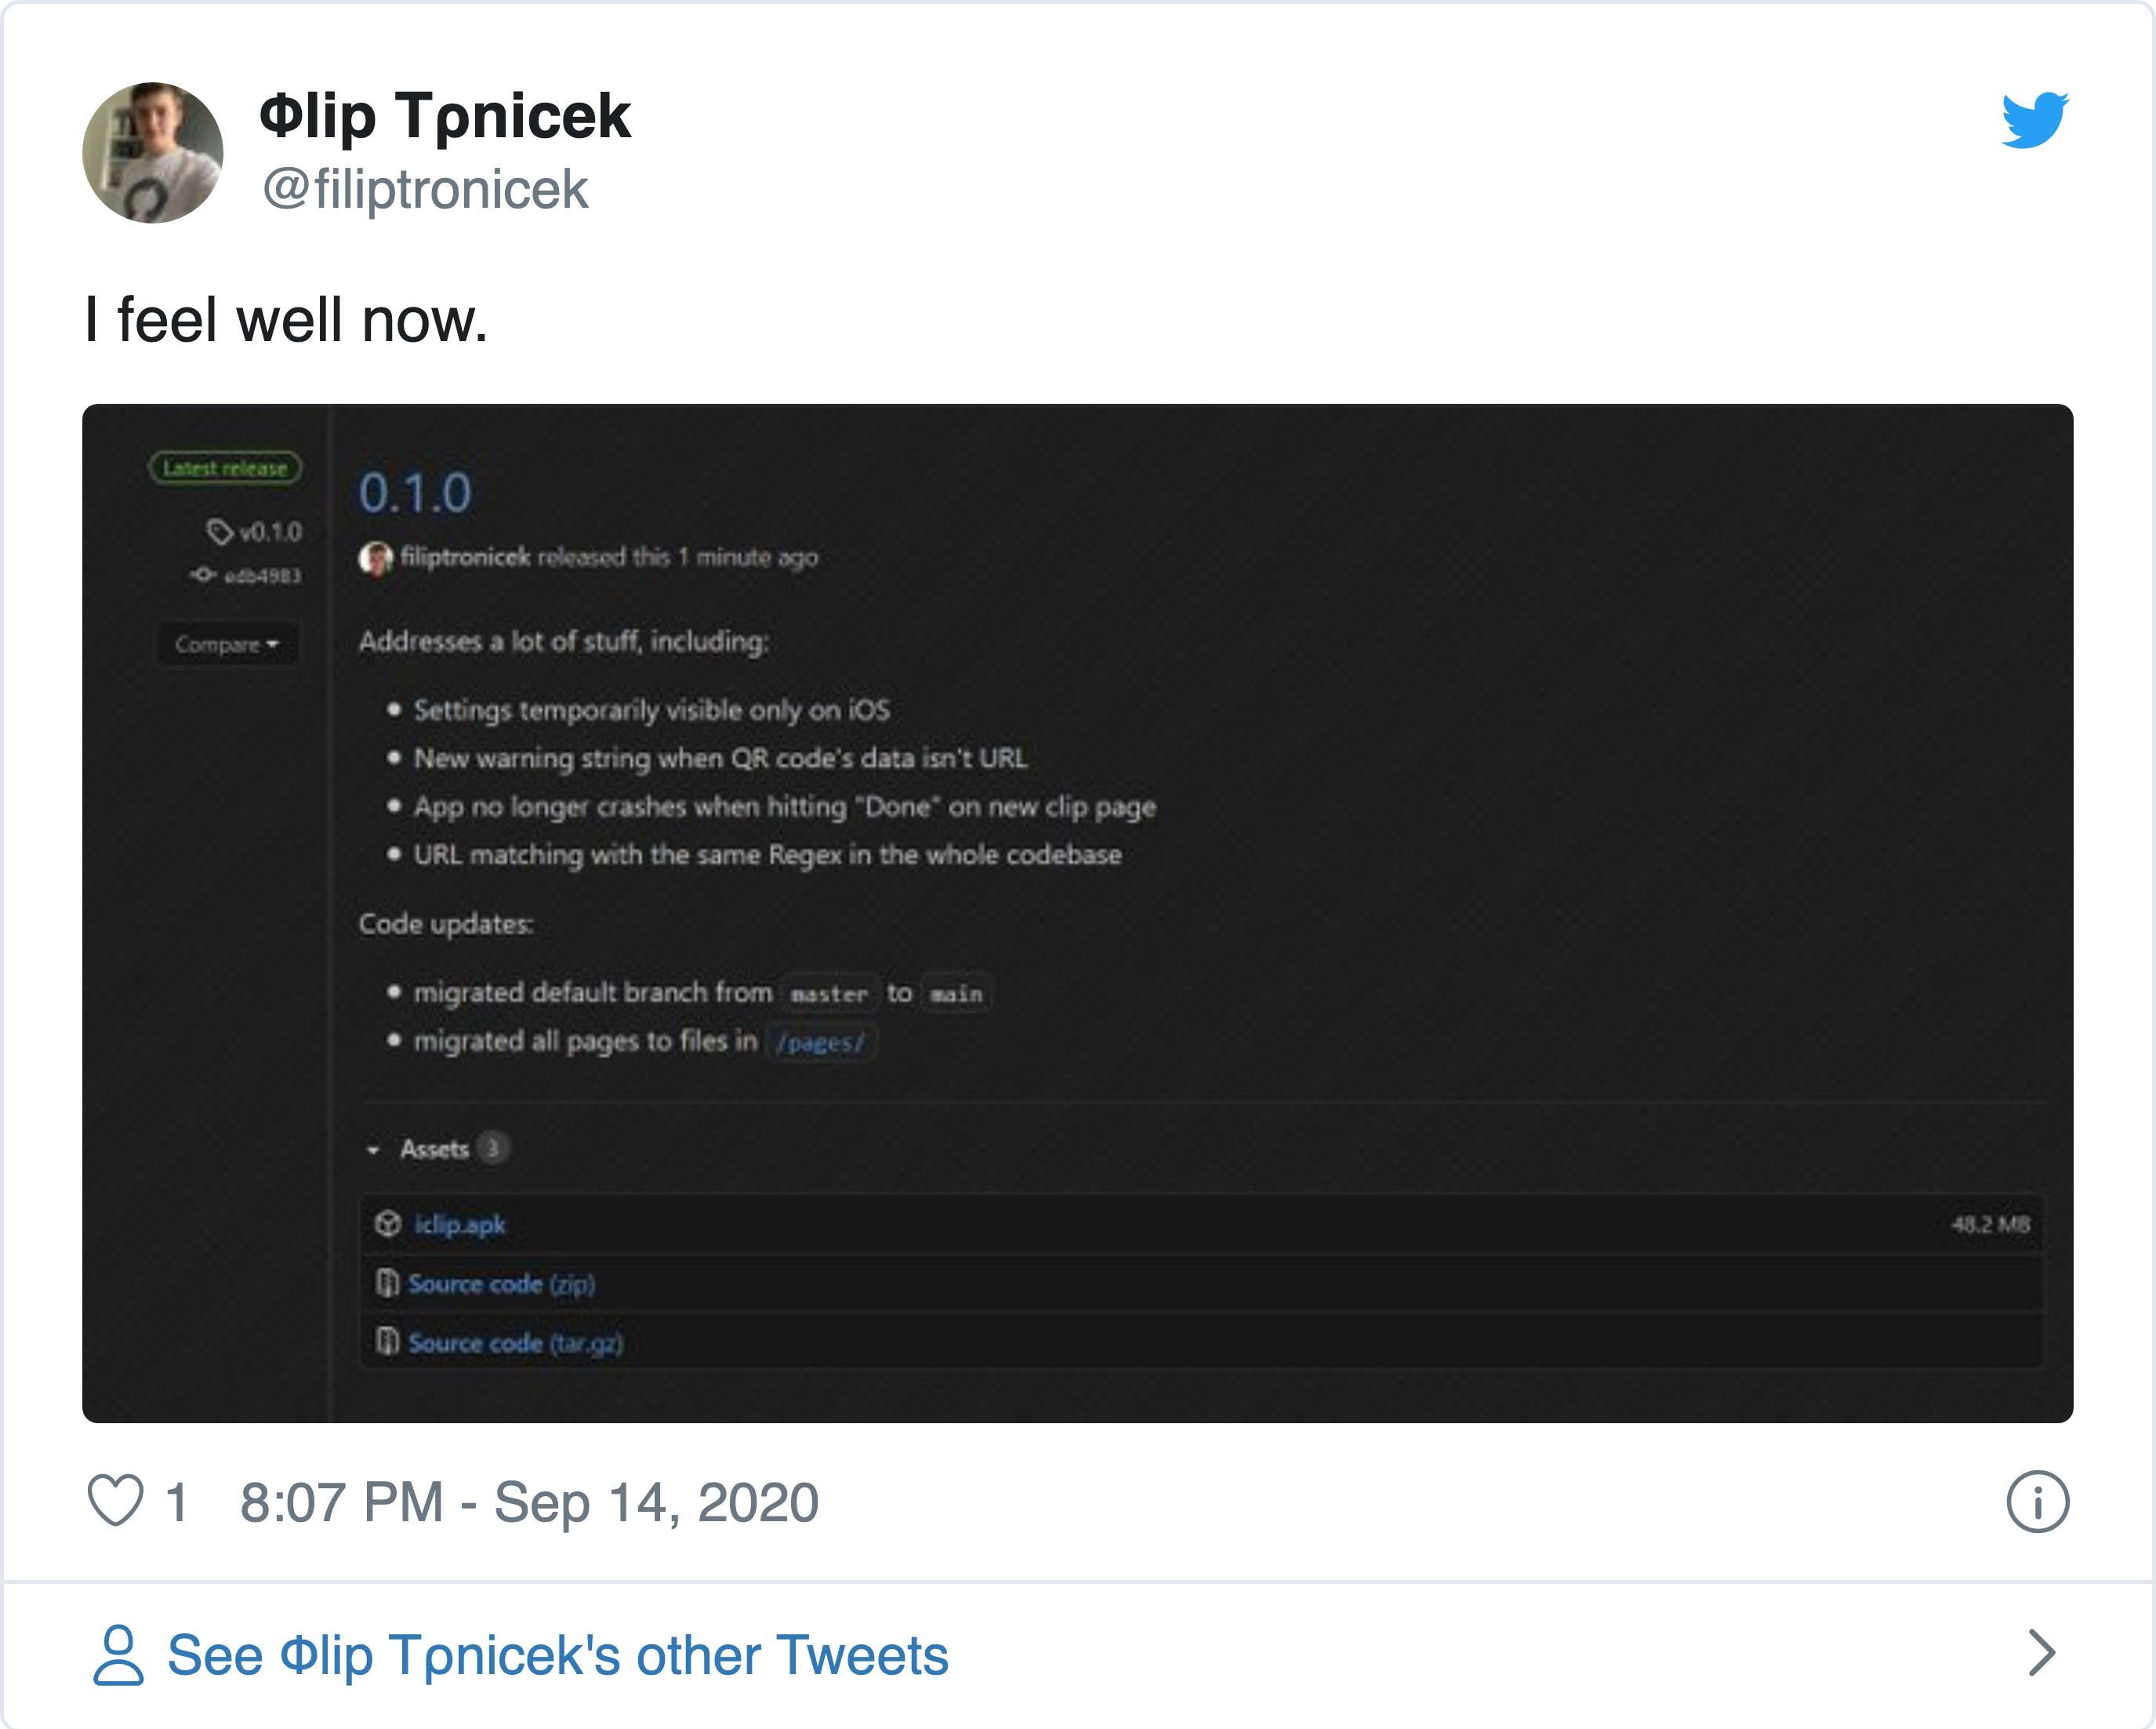 Φlip Tρnicek
@filiptronicek
I feel well now.
Latest release
v0.1.0
edb4983
Compare
0.1.0
filiptronicek released this 1 minute ago
Addresses a lot of stuff, including:
Settings temporarily visible only on iOS
New warning string when QR code's data isn't URL
App no longer crashes when hitting "Done" on new clip page
URL matching with the same Regex in the whole codebase
Code updates:
migrated default branch from master to main
migrated all pages to files in /pages/
Assets 3
iclip.apk 48.2 MB
Source code (zip)
Source code (tar.gz)
1 8:07 PM - Sep 14, 2020
See Φlip Tρnicek's other Tweets